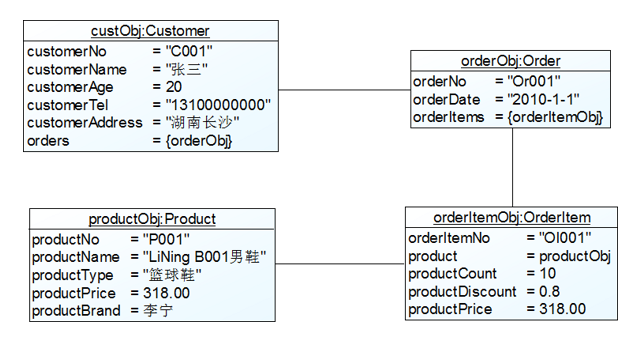 custObj:Customer
customerNo = "C001"
customerName = "张三"
customerAge = 20
customerTel = "13100000000"
customerAddress = "湖南长沙"
orders = {orderObj}
orderObj:Order
orderNo = "Or001"
orderDate = "2010-1-1"
orderItems = {orderItemObj}
productObj:Product
productNo = "P001"
productName = "LiNing B001男鞋"
productType = "篮球鞋"
productPrice = 318.00
productBrand = 李宁
orderItemObj:OrderItem
orderItemNo = "OI001"
product = productObj
productCount = 10
productDiscount = 0.8
productPrice = 318.00